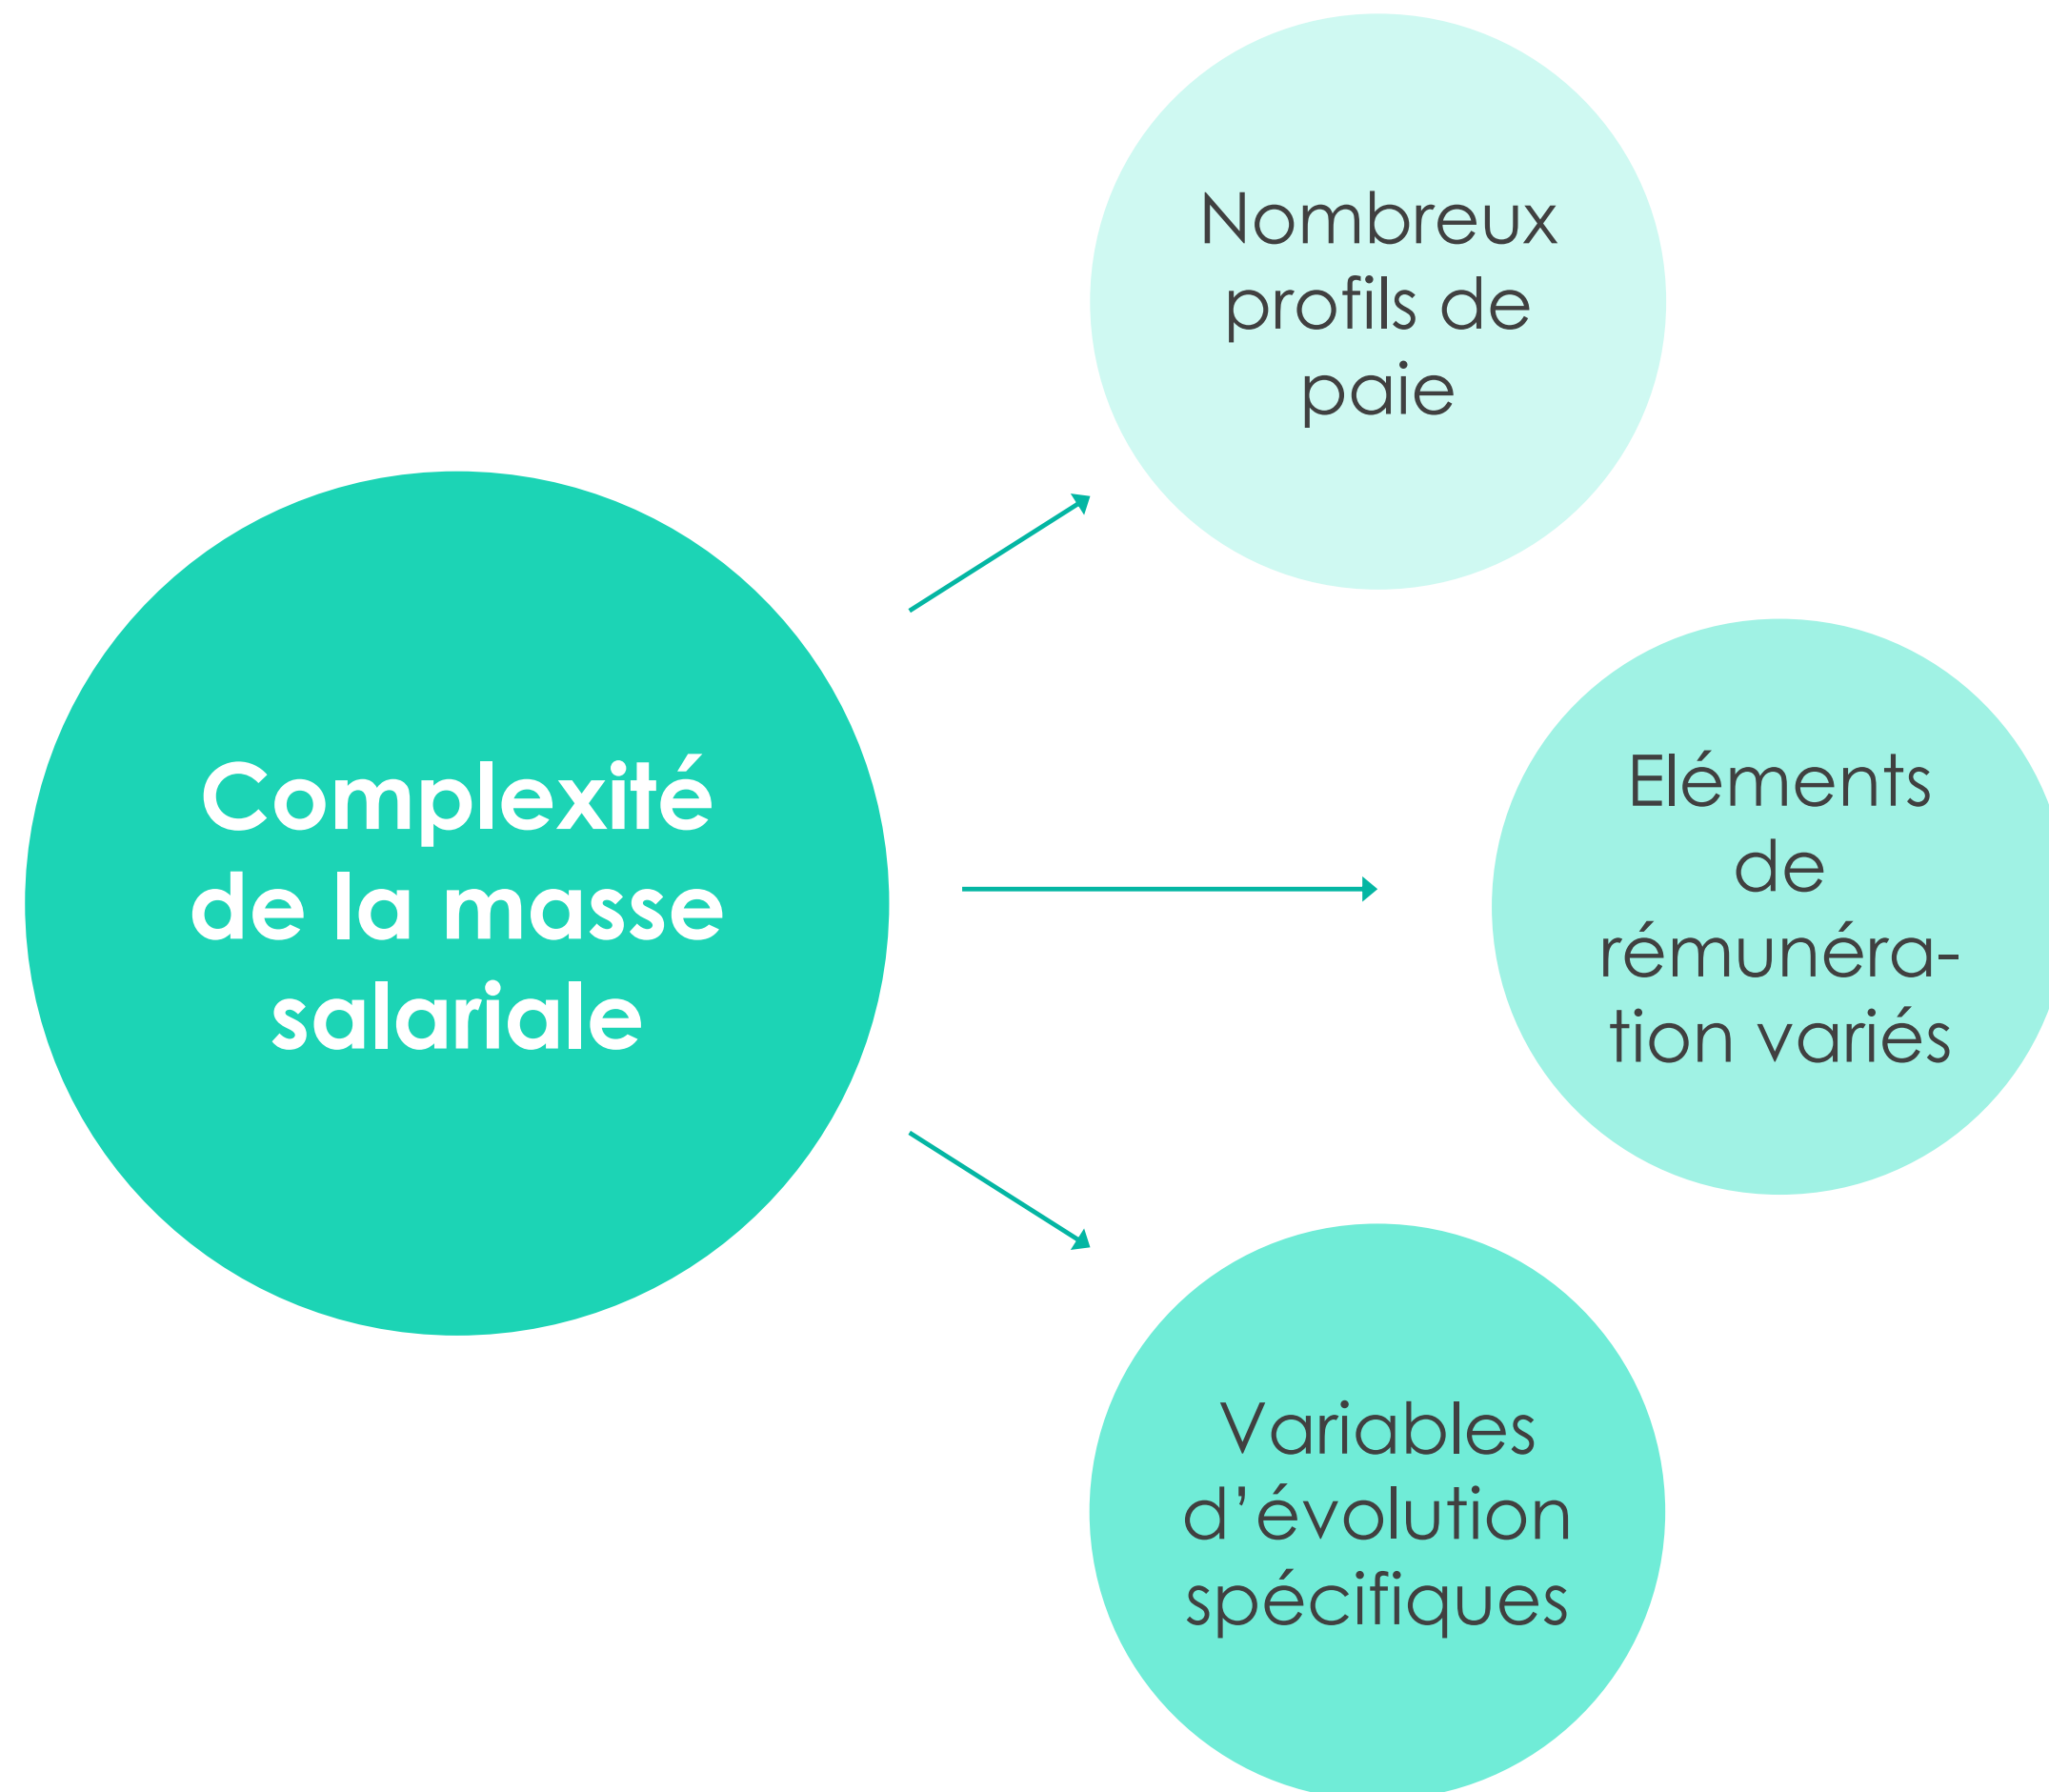 Complexité
de la masse
salariale
Nombreux
profils de
paie
Eléments
de
rémunéra-
tion variés
Variables
d'évolution
spécifiques